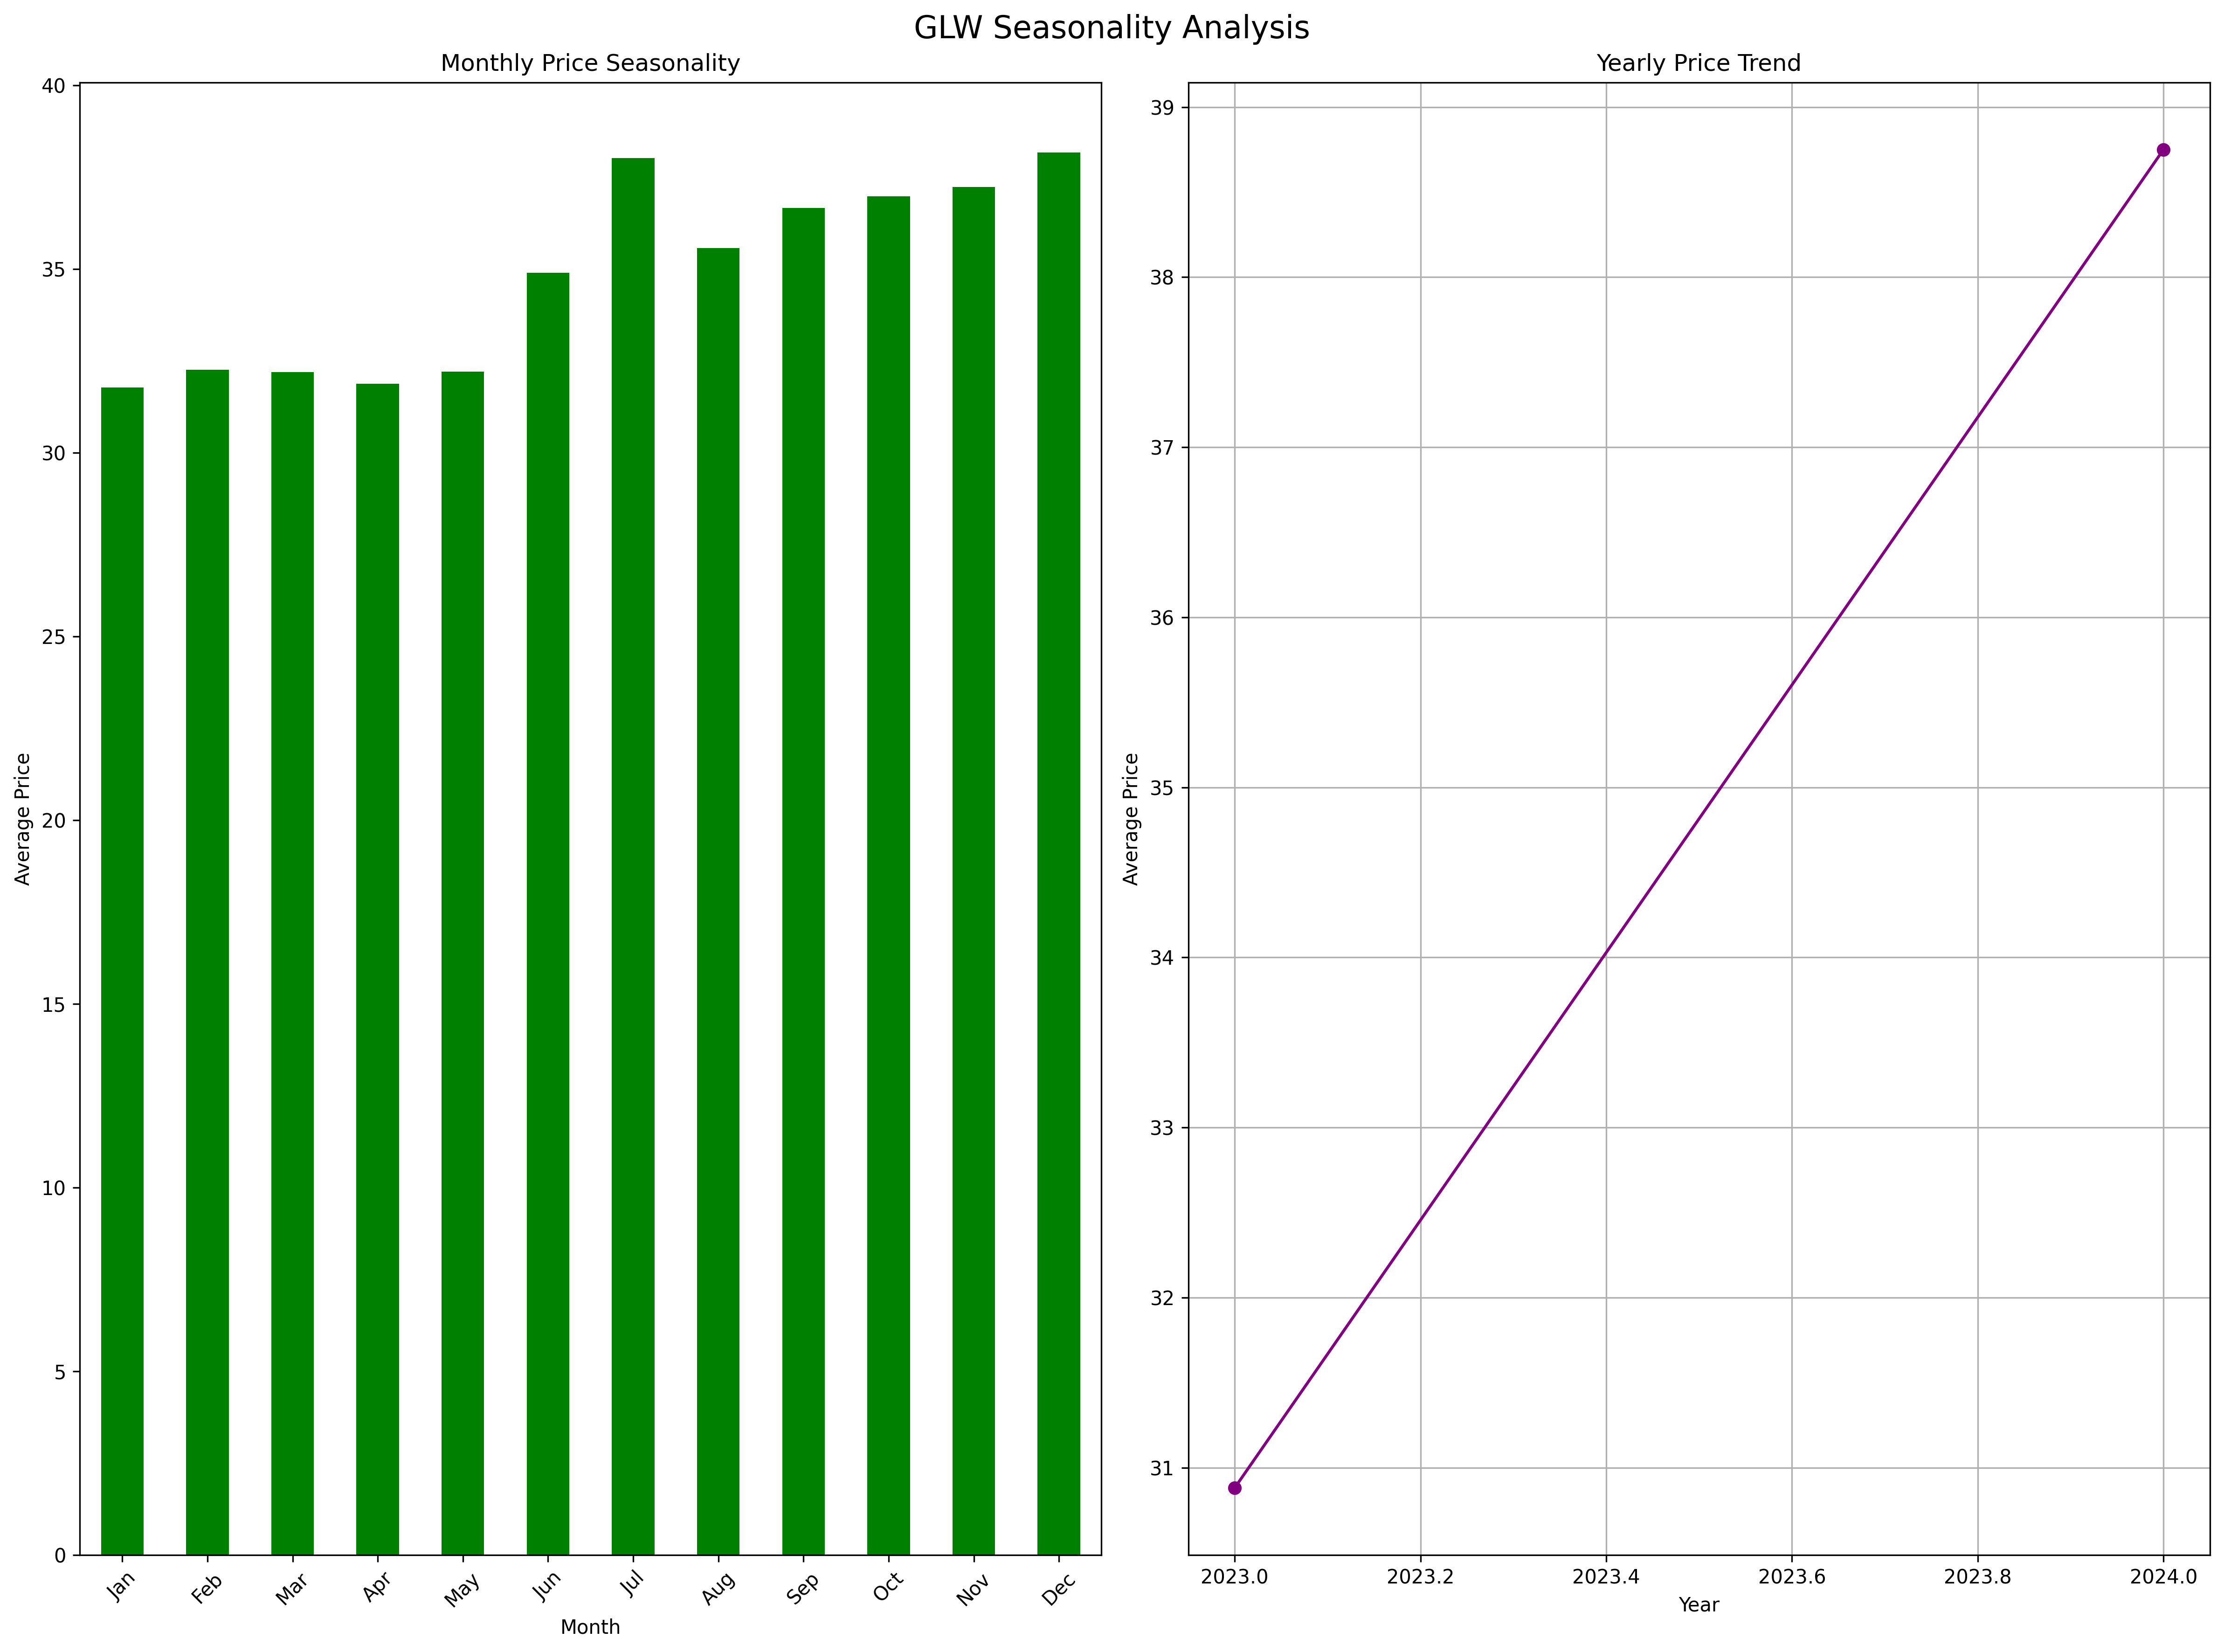 GLW Seasonality Analysis
Monthly Price Seasonality
40
35
30
25
20
15
10
5
0
Average Price
Jan
Feb
Mar
Apr
May
Jun
Jul
Aug
Sep
Oct
Nov
Dec
Month
Yearly Price Trend
39
38
37
36
35
34
33
32
31
Average Price
2023.0
2023.2
2023.4
2023.6
2023.8
2024.0
Year